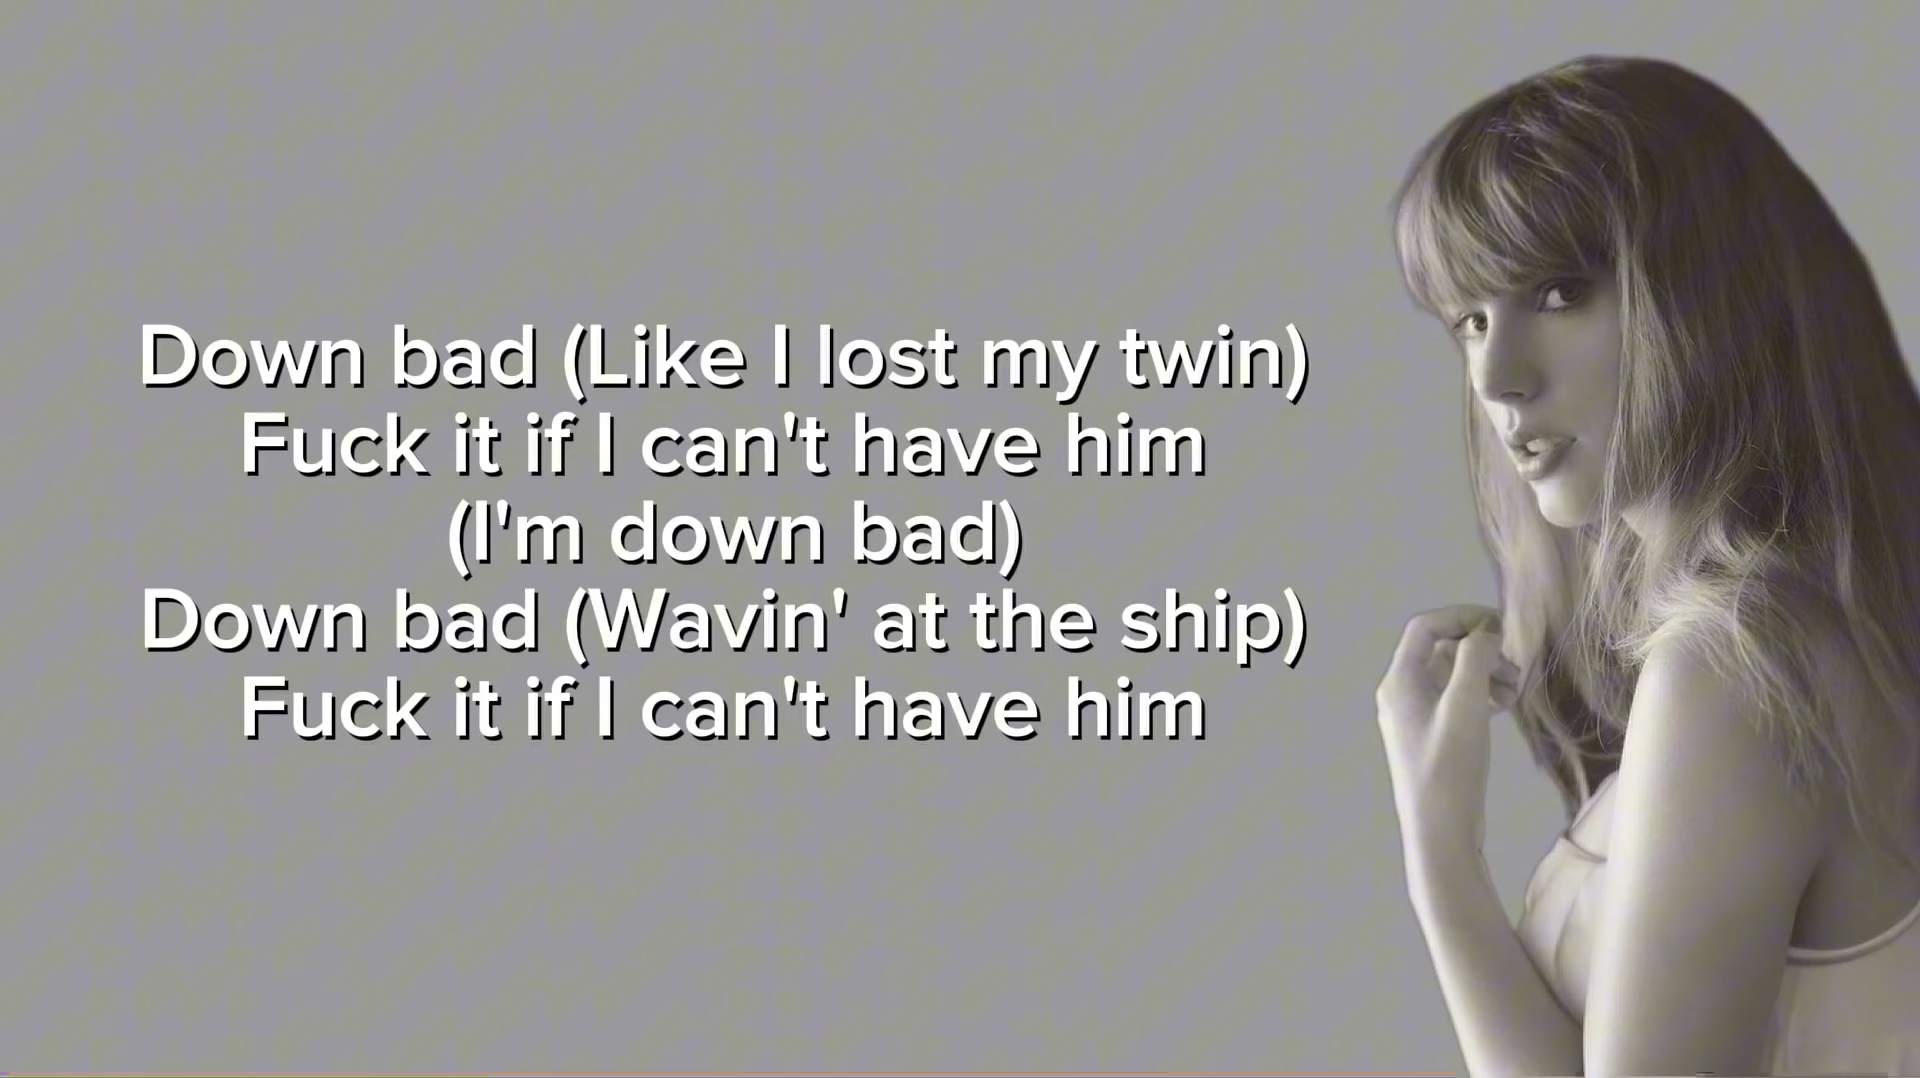 Down bad (Like I lost my twin)
Fuck it if I can't have him
(I'm down bad)
Down bad (Wavin' at the ship)
Fuck it if I can't have him